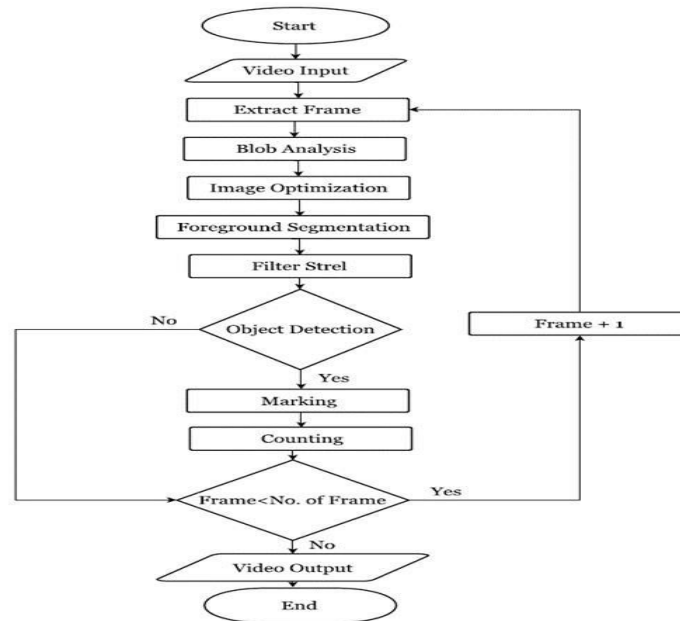 Start
Video Input
Extract Frame
Blob Analysis
Image Optimization
Foreground Segmentation
Filter Strel
No
Object Detection
Frame + 1
Yes
Marking
Counting
Frame<No. of Frame
Yes
No
Video Output
End